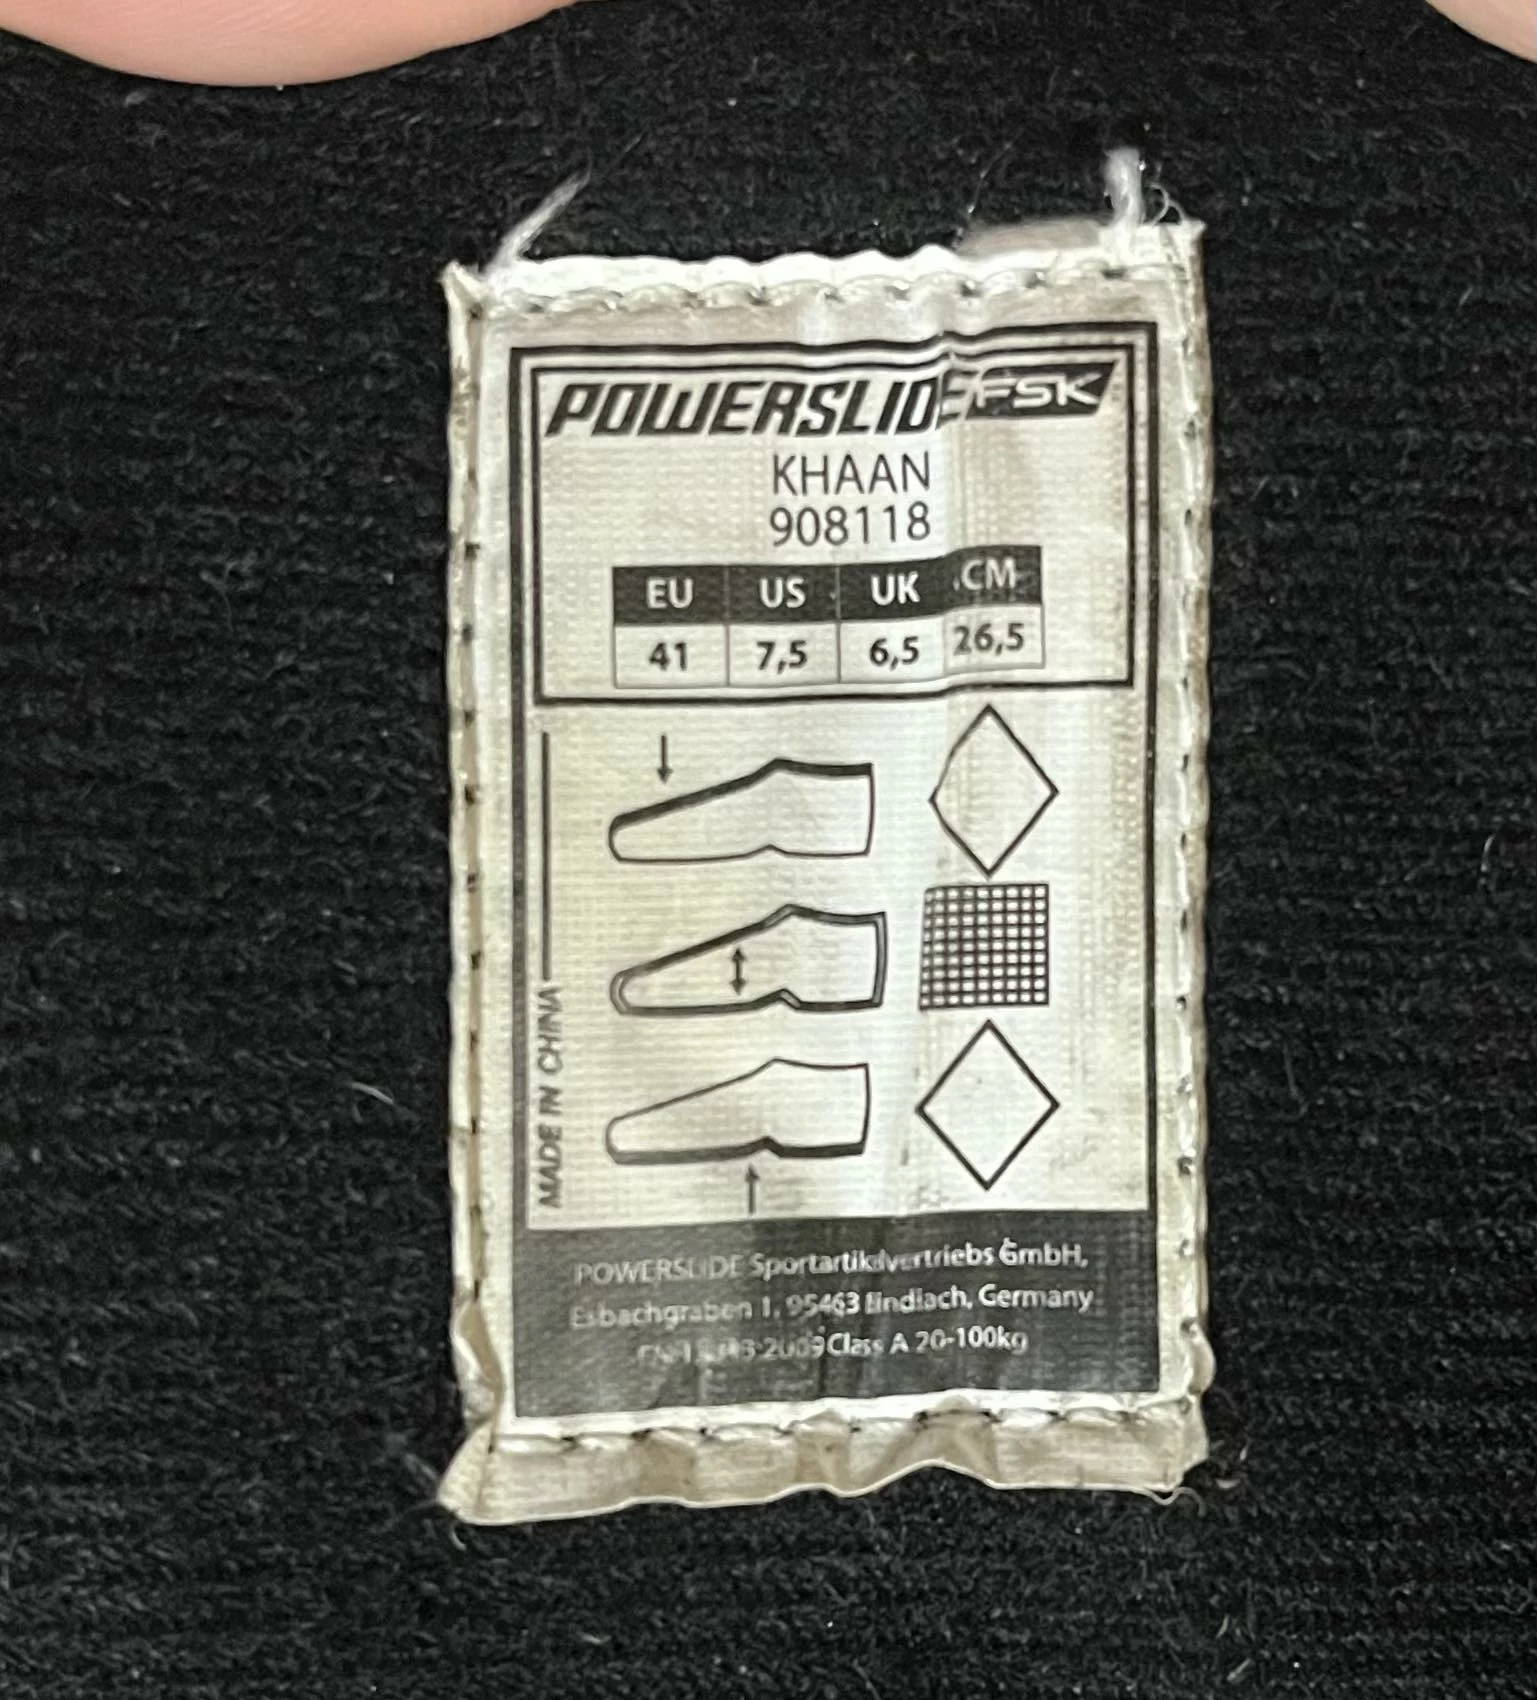 POWERSLIDE FSK
KHAAN
908118
EU US UK CM
41 7,5 6,5 26,5
MADE IN CHINA
POWERSLIDE Sportartikelvertriebs GmbH,
Esbachgraben 1, 95463 Bindlach, Germany
Class A 20-100kg